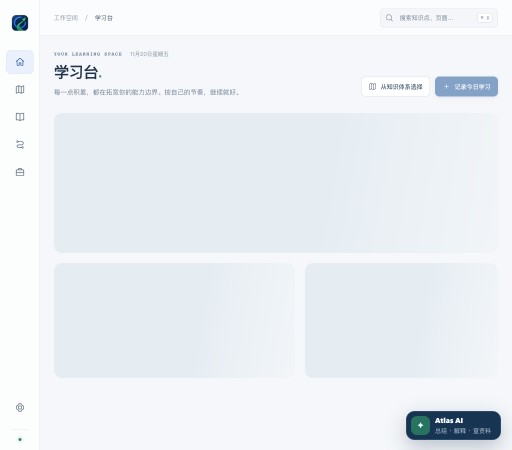 工作空间 / 学习台
搜索知识点、页面...
⌘ K
YOUR LEARNING SPACE 11月20日星期五
学习台.
每一点积累，都在拓宽你的能力边界。按自己的节奏，继续就好。
从知识体系选择
+ 记录今日学习
Atlas AI
总结 · 解释 · 查资料